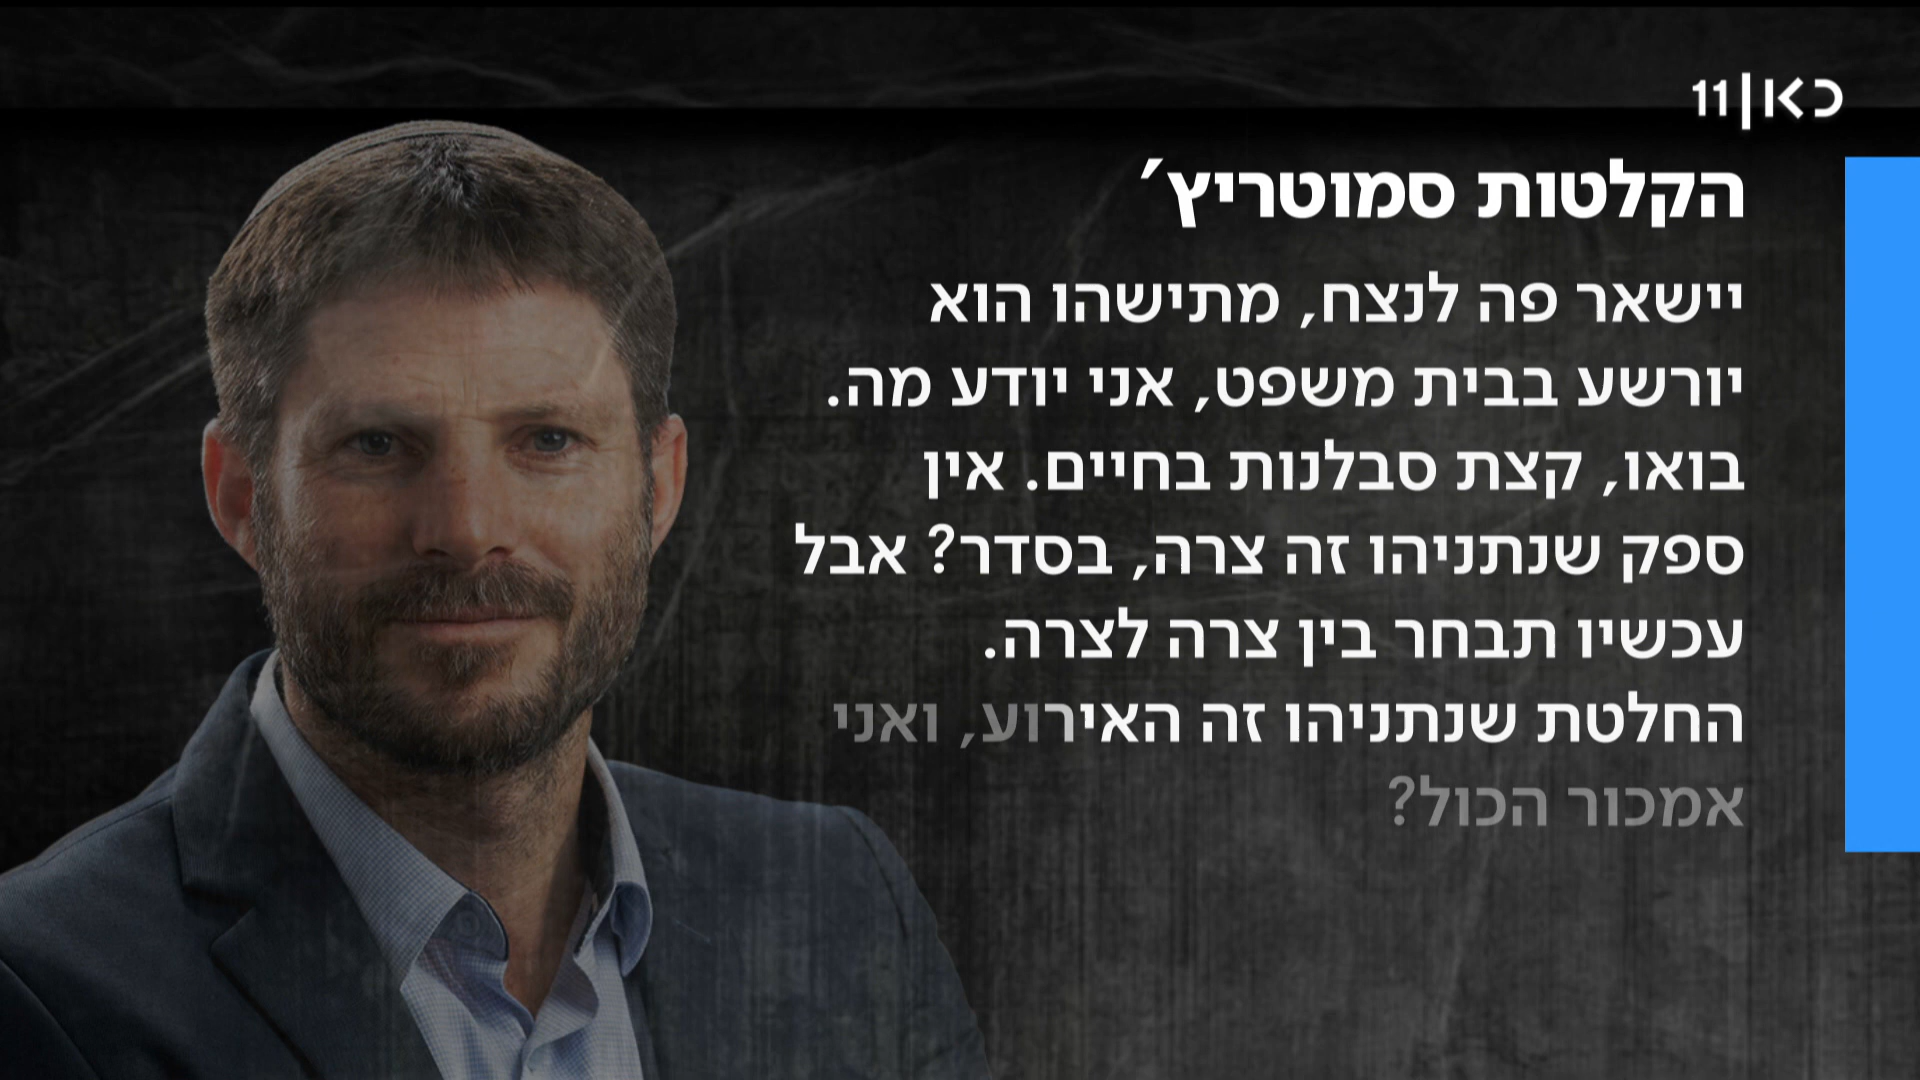 כאן|11
הקלטות סמוטריץ׳
יישאר פה לנצח, מתישהו הוא
יורשע בבית משפט, אני יודע מה.
בואו, קצת סבלנות בחיים. אין
ספק שנתניהו זה צרה, בסדר? אבל
עכשיו תבחר בין צרה לצרה.
החלטת שנתניהו זה האירוע, ואני
אמכור הכול?